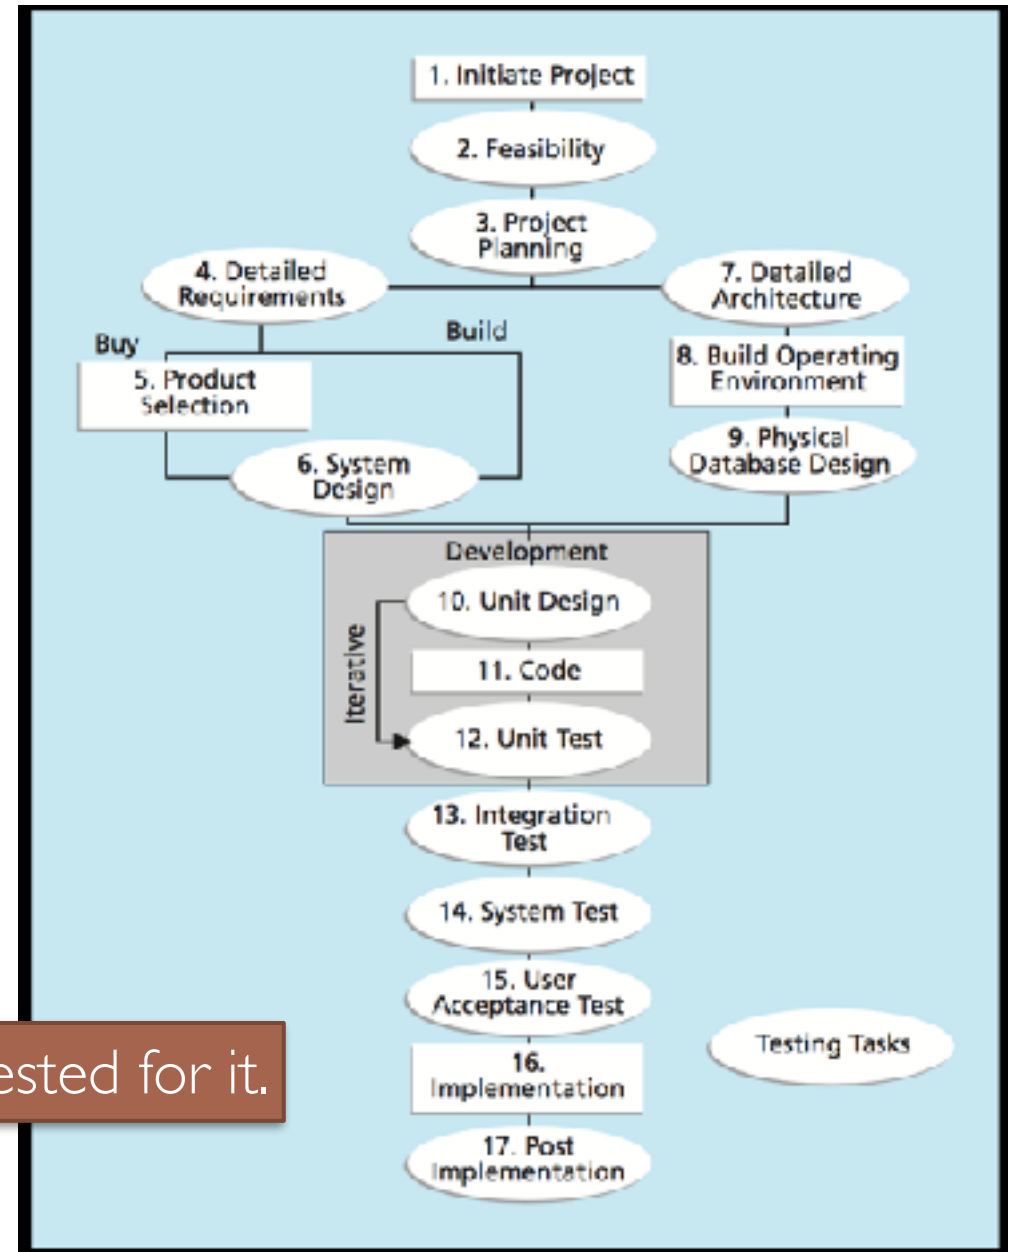 1. Initiate Project
2. Feasibility
3. Project
Planning
4. Detailed
Requirements
7. Detailed
Architecture
Buy
Build
5. Product
Selection
8. Build Operating
Environment
6. System
Design
9. Physical
Database Design
Development
10. Unit Design
Iterative
11. Code
12. Unit Test
13. Integration
Test
14. System Test
15. User
Acceptance Test
Testing Tasks
16.
Implementation
17. Post
Implementation
for it.